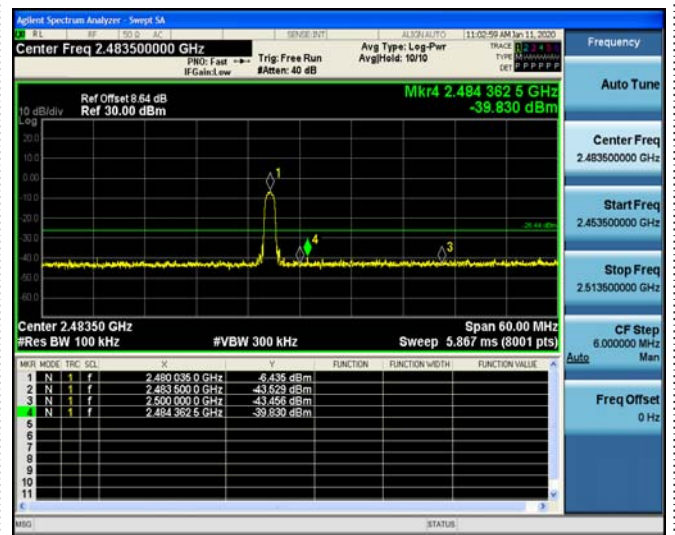 Agilent Spectrum Analyzer - Swept SA
RL RF 50 Ω AC SENSE:INT ALIGN AUTO 11:02:59 AM Jan 11, 2020
Center Freq 2.483500000 GHz
PNO: Fast
IFGain:Low
Trig: Free Run
#Atten: 40 dB
Avg Type: Log-Pwr
Avg|Hold: 10/10
TRACE 1 2 3 4 5 6
TYPE
DET P P P P P P
Ref Offset 8.64 dB
Ref 30.00 dBm
10 dB/div
Log
Mkr4 2.484 362 5 GHz
-39.830 dBm
20.0
10.0
0.00
-10.0
-20.0
-30.0
-40.0
-50.0
-60.0
1
4
3
-26.44 dBm
Center 2.48350 GHz
#Res BW 100 kHz
#VBW 300 kHz
Span 60.00 MHz
Sweep 5.867 ms (8001 pts)
MKR MODE TRC SCL X Y FUNCTION FUNCTION WIDTH FUNCTION VALUE
1 N 1 f 2.480 035 0 GHz -6.435 dBm
2 N 1 f 2.483 500 0 GHz -43.529 dBm
3 N 1 f 2.500 000 0 GHz -43.456 dBm
4 N 1 f 2.484 362 5 GHz -39.830 dBm
5
6
7
8
9
10
11
MSG
STATUS
Frequency
Auto Tune
Center Freq
2.483500000 GHz
Start Freq
2.453500000 GHz
Stop Freq
2.513500000 GHz
CF Step
6.000000 MHz
Auto Man
Freq Offset
0 Hz